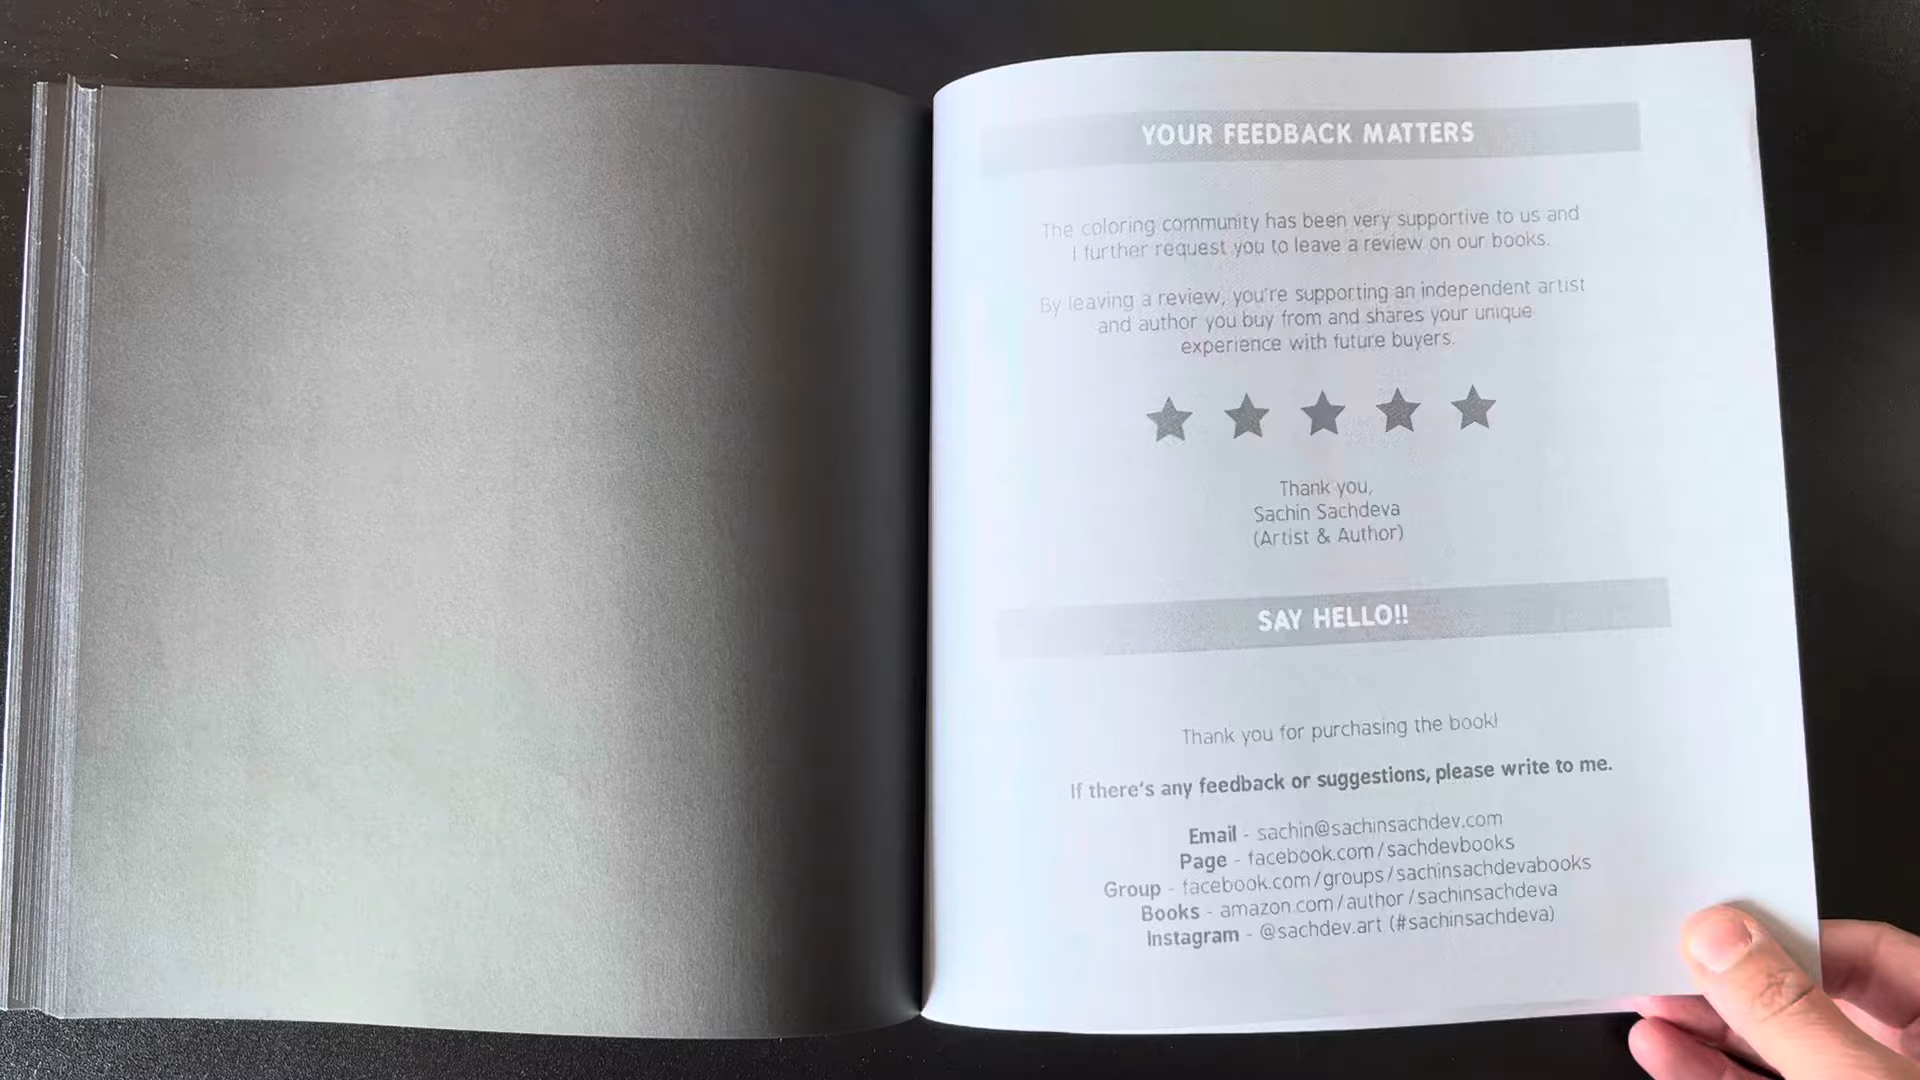 YOUR FEEDBACK MATTERS
The coloring community has been very supportive to us and
I further request you to leave a review on our books.
By leaving a review, you're supporting an independent artist
and author you buy from and shares your unique
experience with future buyers.
Thank you,
Sachin Sachdeva
(Artist & Author)
SAY HELLO!!
Thank you for purchasing the book!
If there's any feedback or suggestions, please write to me.
Email - sachin@sachinsachdev.com
Page - facebook.com/sachdevbooks
Group - facebook.com/groups/sachinsachdevabooks
Books - amazon.com/author/sachinsachdeva
Instagram - @sachdev.art (#sachinsachdeva)